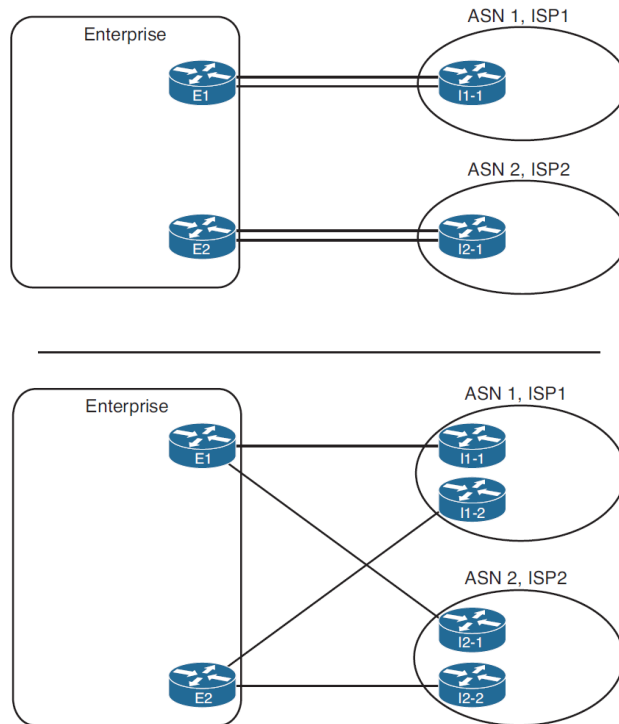 ASN 1, ISP1
Enterprise
E1
I1-1
ASN 2, ISP2
E2
I2-1
ASN 1, ISP1
Enterprise
E1
I1-1
I1-2
ASN 2, ISP2
I2-1
E2
I2-2